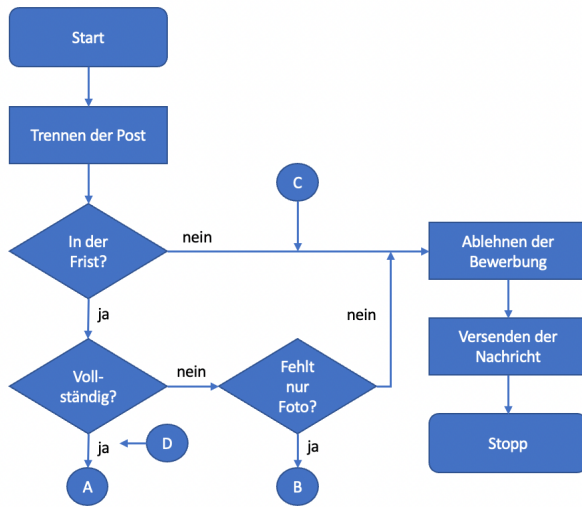 Start
Trennen der Post
C
In der
Frist?
nein
Ablehnen der
Bewerbung
ja
nein
Versenden der
Nachricht
Voll-
ständig?
nein
Fehlt
nur
Foto?
ja
D
ja
Stopp
A
B